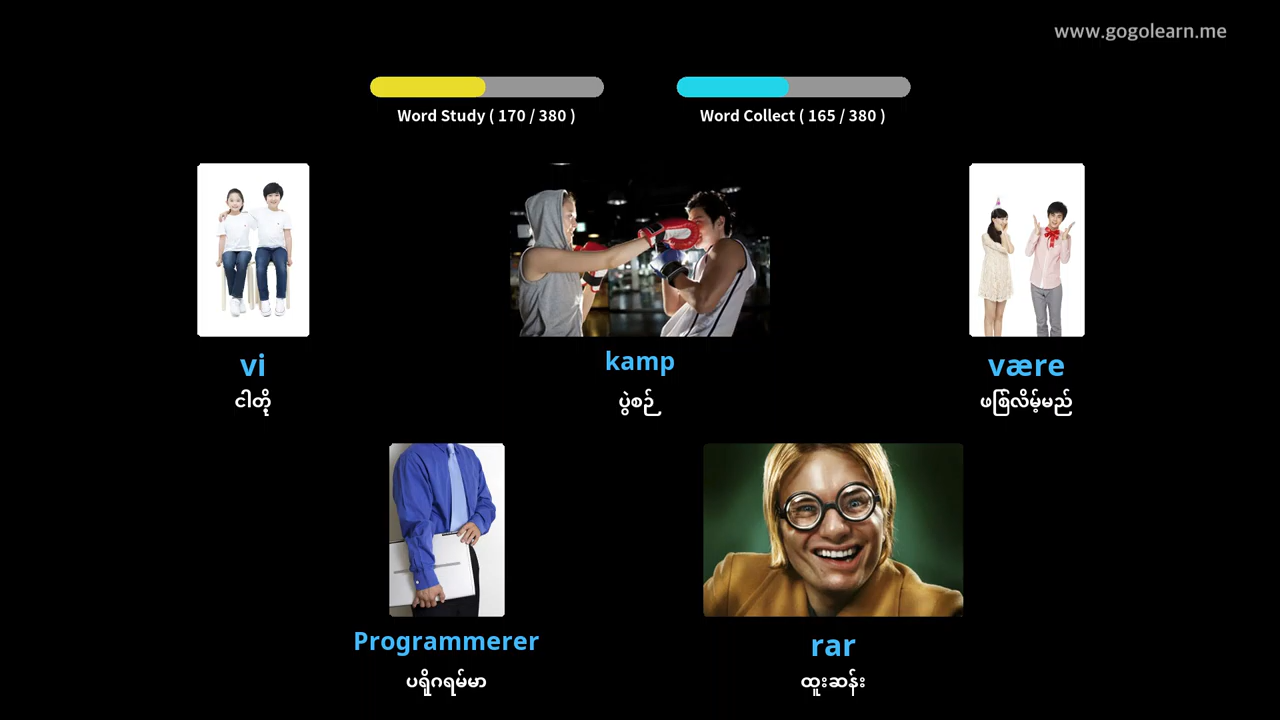 www.gogolearn.me
Word Study ( 170 / 380 )
Word Collect ( 165 / 380 )
vi
kamp
være
ငါတို့
ပွဲစဉ်
ဖစ်ြလိမ့်မည်
Programmerer
rar
ပရိုဂရမ်မာ
ထူးဆန်း